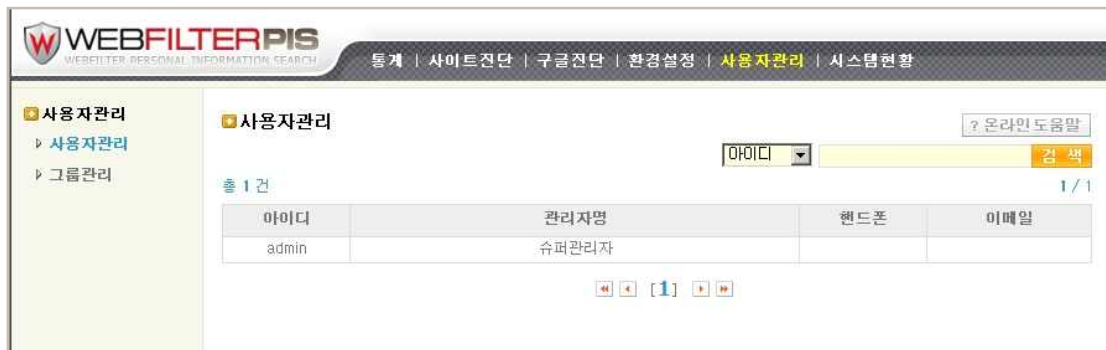 WEBFILTERPIS
WEBFILTER PERSONAL INFORMATION SEARCH
통계 | 사이트진단 | 구글진단 | 환경설정 | 사용자관리 | 시스템현황
사용자관리
사용자관리
그룹관리
사용자관리
? 온라인도움말
아이디
검 색
총 1 건
1 / 1
아이디 관리자명 핸드폰 이메일
admin 슈퍼관리자
[1]